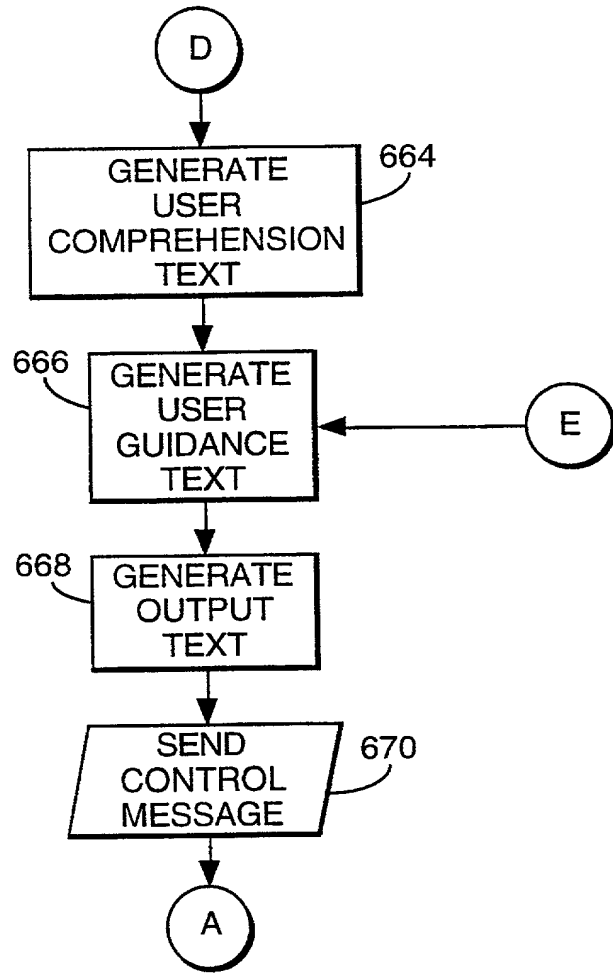 D
664
GENERATE
USER
COMPREHENSION
TEXT
666
GENERATE
USER
GUIDANCE
TEXT
E
668
GENERATE
OUTPUT
TEXT
SEND
CONTROL
MESSAGE
670
A